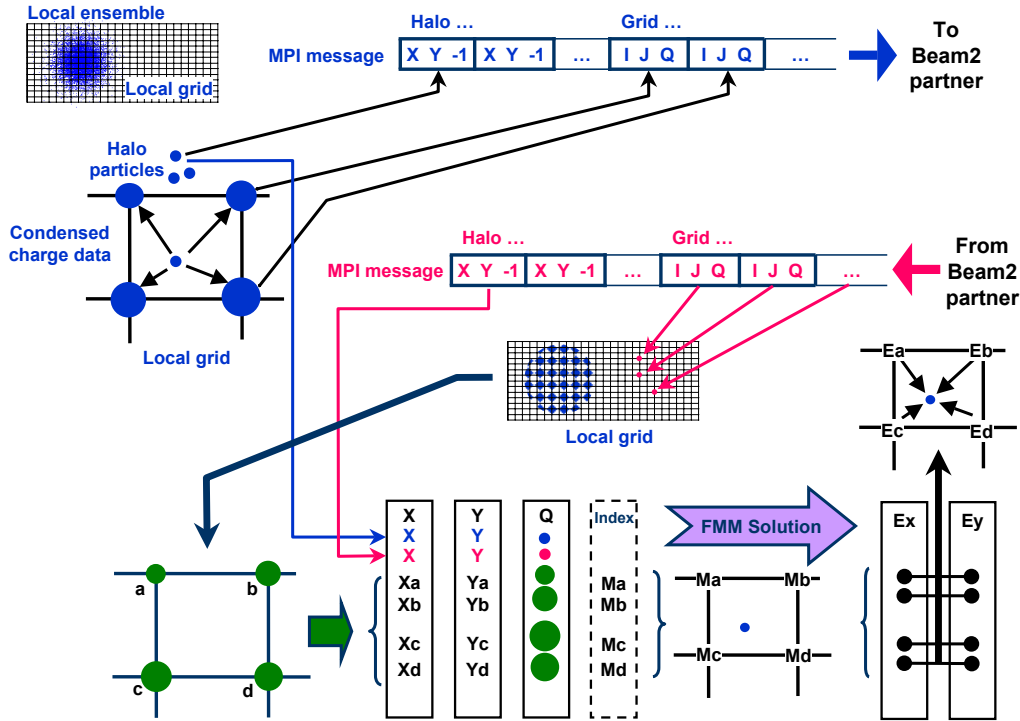 Local ensemble
Local grid
Halo … Grid …
MPI message X Y -1 X Y -1 … I J Q I J Q …
To
Beam2
partner
Halo
particles
Condensed
charge data
Local grid
Halo … Grid …
MPI message X Y -1 X Y -1 … I J Q I J Q …
From
Beam2
partner
Local grid
Ea Eb
Ec Ed
X Y Q Index
X Y
X Y
Xa Ya Ma
Xb Yb Mb
Xc Yc Mc
Xd Yd Md
FMM Solution
Ex Ey
a b
c d
Ma Mb
Mc Md